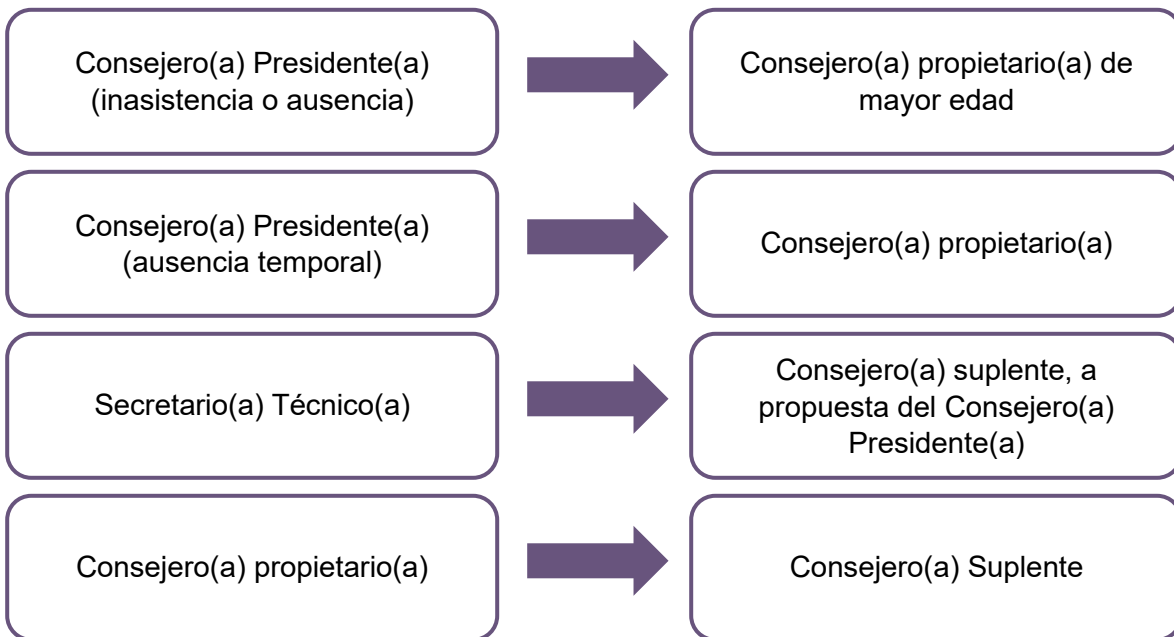 Consejero(a) Presidente(a)
(inasistencia o ausencia)
Consejero(a) propietario(a) de
mayor edad
Consejero(a) Presidente(a)
(ausencia temporal)
Consejero(a) propietario(a)
Secretario(a) Técnico(a)
Consejero(a) suplente, a
propuesta del Consejero(a)
Presidente(a)
Consejero(a) propietario(a)
Consejero(a) Suplente